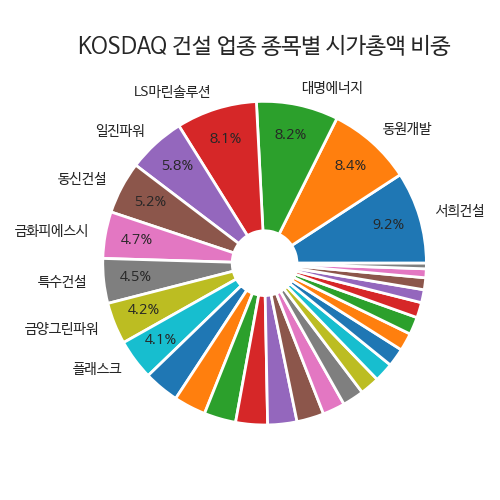 KOSDAQ 건설 업종 종목별 시가총액 비중
서희건설
9.2%
동원개발
8.4%
대명에너지
8.2%
LS마린솔루션
8.1%
일진파워
5.8%
동신건설
5.2%
금화피에스시
4.7%
특수건설
4.5%
금양그린파워
4.2%
플래스크
4.1%